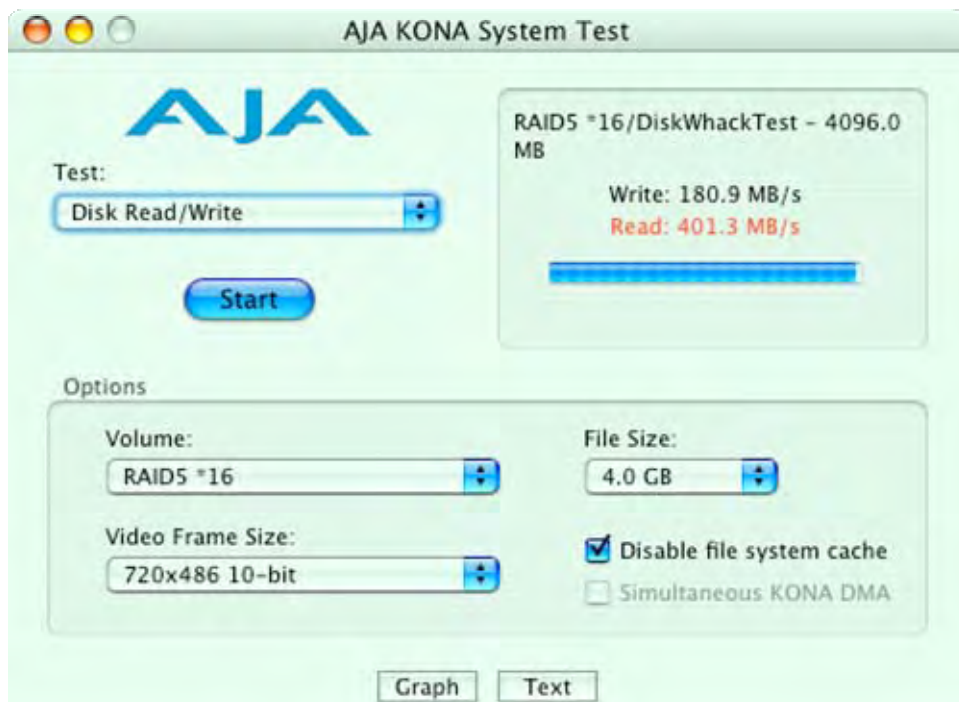 AJA KONA System Test
AJA
Test:
Disk Read/Write
Start
RAID5 *16/DiskWhackTest - 4096.0
MB
Write: 180.9 MB/s
Read: 401.3 MB/s
Options
Volume:
RAID5 *16
File Size:
4.0 GB
Video Frame Size:
720x486 10-bit
Disable file system cache
Simultaneous KONA DMA
Graph
Text